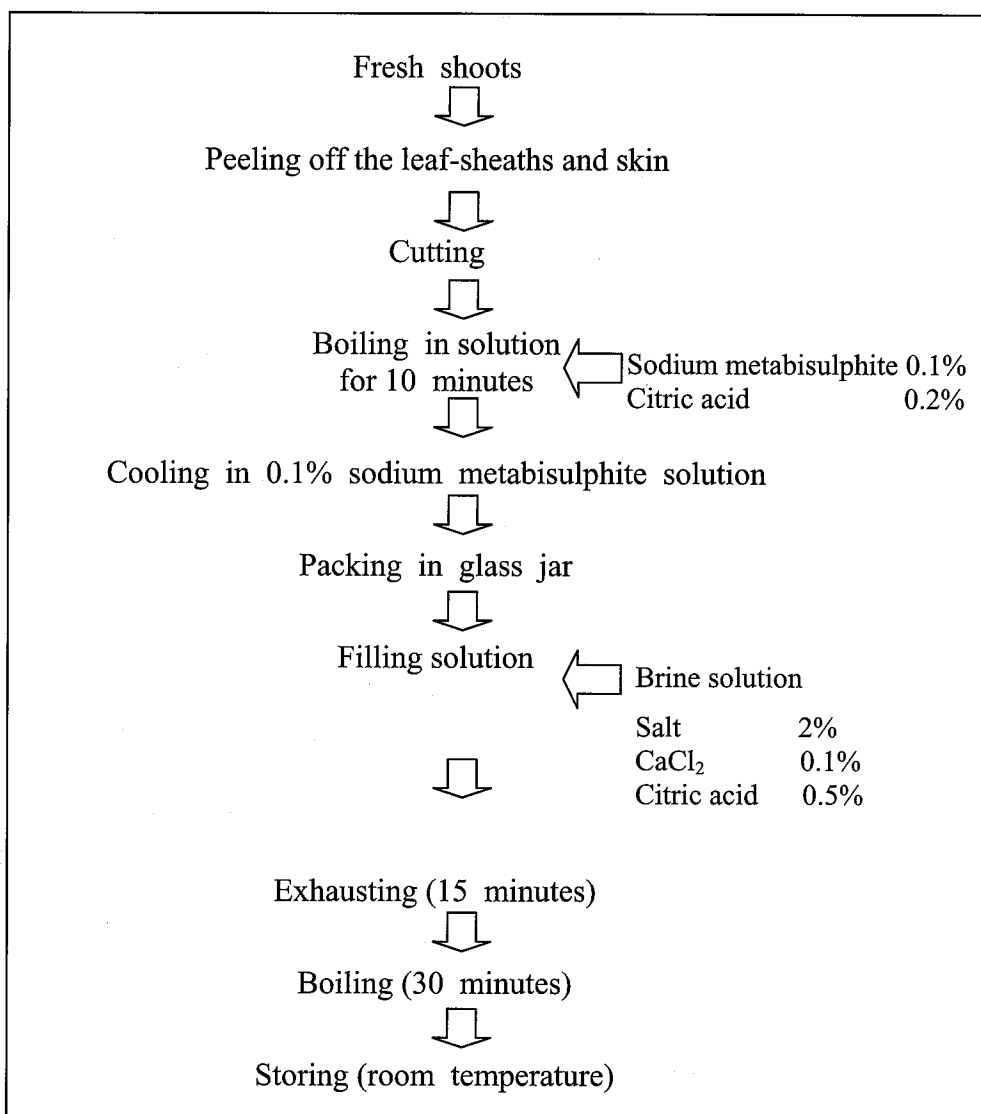 Fresh shoots
Peeling off the leaf-sheaths and skin
Cutting
Boiling in solution
for 10 minutes
Sodium metabisulphite 0.1%
Citric acid 0.2%
Cooling in 0.1% sodium metabisulphite solution
Packing in glass jar
Filling solution
Brine solution
Salt 2%
CaCl₂ 0.1%
Citric acid 0.5%
Exhausting (15 minutes)
Boiling (30 minutes)
Storing (room temperature)